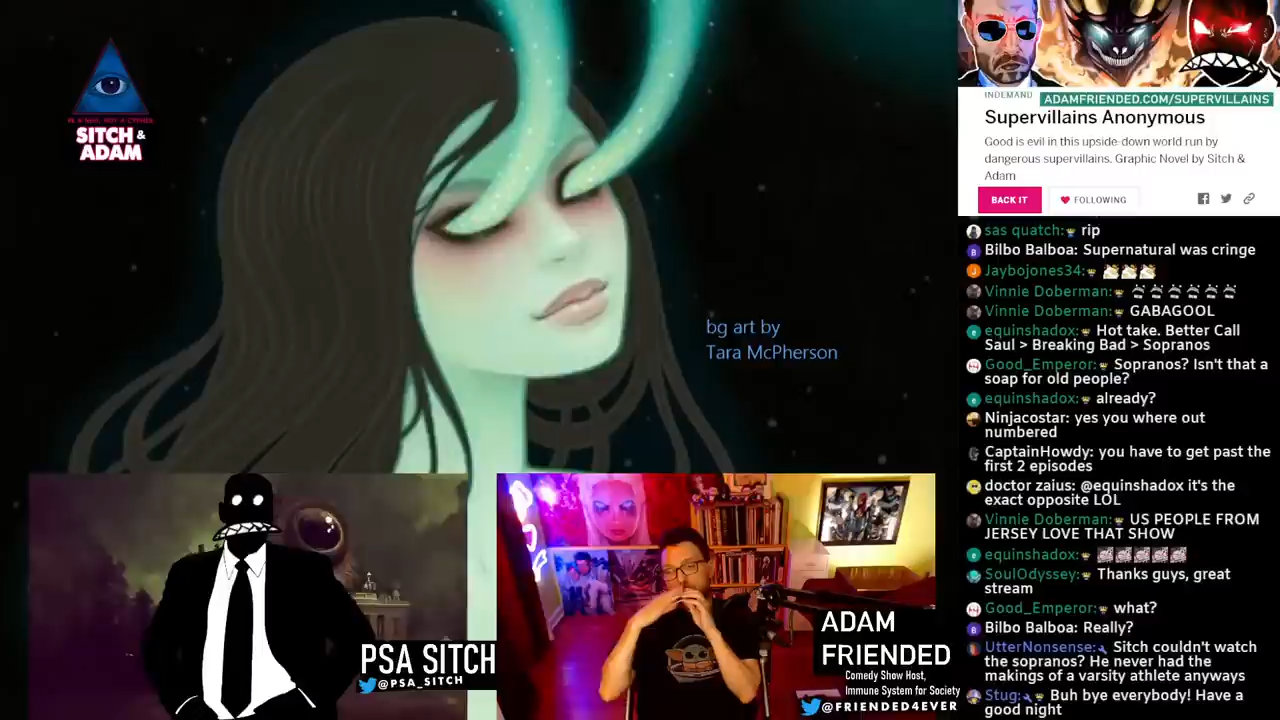 SITCH &
ADAM
bg art by
Tara McPherson
PSA SITCH
@PSA_SITCH
ADAM
FRIENDED
Comedy Show Host,
Immune System for Society
@FRIENDED4EVER
INDEMAND
ADAMFRIENDED.COM/SUPERVILLAINS
Supervillains Anonymous
Good is evil in this upside-down world run by
dangerous supervillains. Graphic Novel by Sitch &
Adam
BACK IT
FOLLOWING
sas quatch: rip
Bilbo Balboa: Supernatural was cringe
Jaybojones34:
Vinnie Doberman:
Vinnie Doberman: GABAGOOL
equinshadox: Hot take. Better Call
Saul > Breaking Bad > Sopranos
Good_Emperor: Sopranos? Isn't that a
soap for old people?
equinshadox: already?
Ninjacostar: yes you where out
numbered
CaptainHowdy: you have to get past the
first 2 episodes
doctor zaius: @equinshadox it's the
exact opposite LOL
Vinnie Doberman: US PEOPLE FROM
JERSEY LOVE THAT SHOW
equinshadox:
SoulOdyssey: Thanks guys, great
stream
Good_Emperor: what?
Bilbo Balboa: Really?
UtterNonsense: Sitch couldn't watch
the sopranos? He never had the
makings of a varsity athlete anyways
Stug: Buh bye everybody! Have a
good night